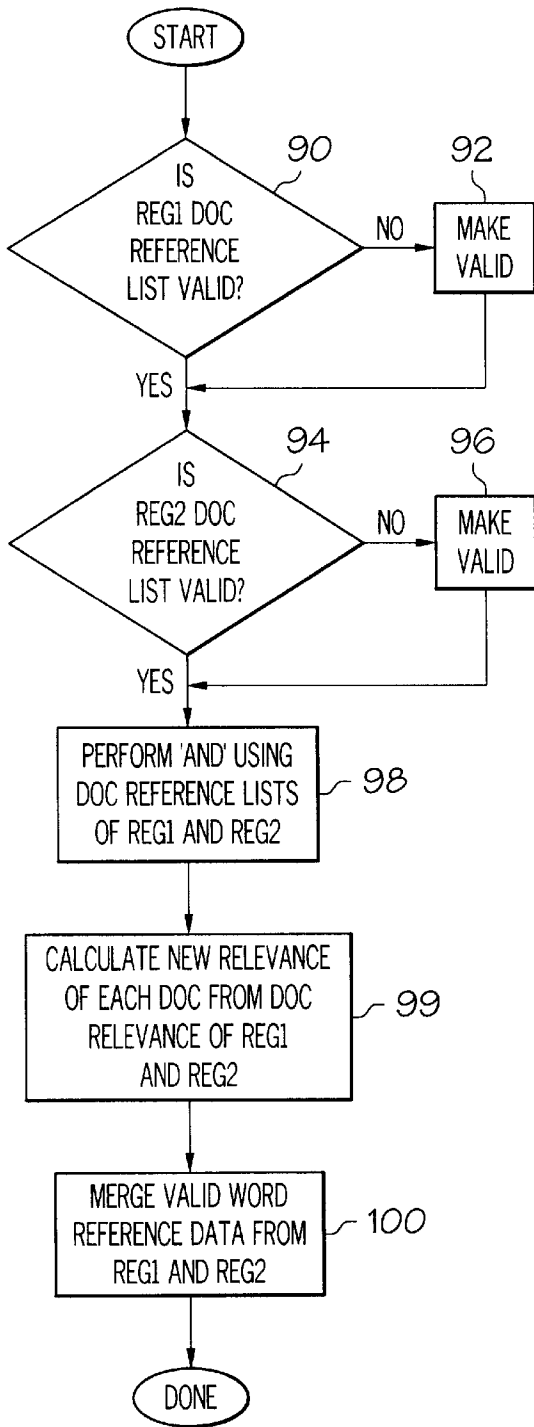 START
90
IS
REG1 DOC
REFERENCE
LIST VALID?
NO
92
MAKE
VALID
YES
94
IS
REG2 DOC
REFERENCE
LIST VALID?
NO
96
MAKE
VALID
YES
PERFORM 'AND' USING
DOC REFERENCE LISTS
OF REG1 AND REG2
98
CALCULATE NEW RELEVANCE
OF EACH DOC FROM DOC
RELEVANCE OF REG1
AND REG2
99
MERGE VALID WORD
REFERENCE DATA FROM
REG1 AND REG2
100
DONE